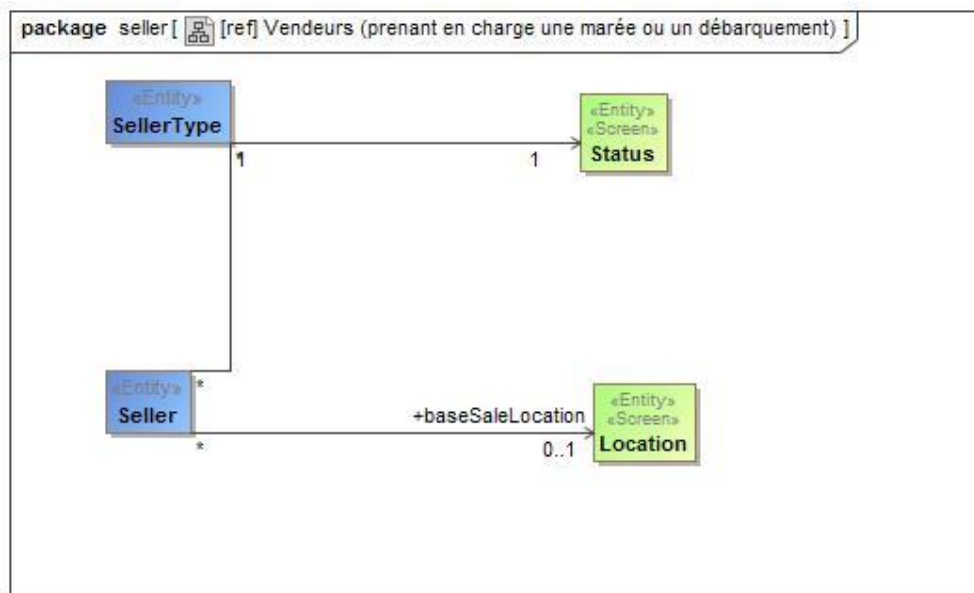 package seller [ [ref] Vendeurs (prenant en charge une marée ou un débarquement) ]
«Entity»
SellerType
«Entity»
«Screen»
Status
*
1
1
«Entity»
Seller
*
*
+baseSaleLocation
0..1
«Entity»
«Screen»
Location